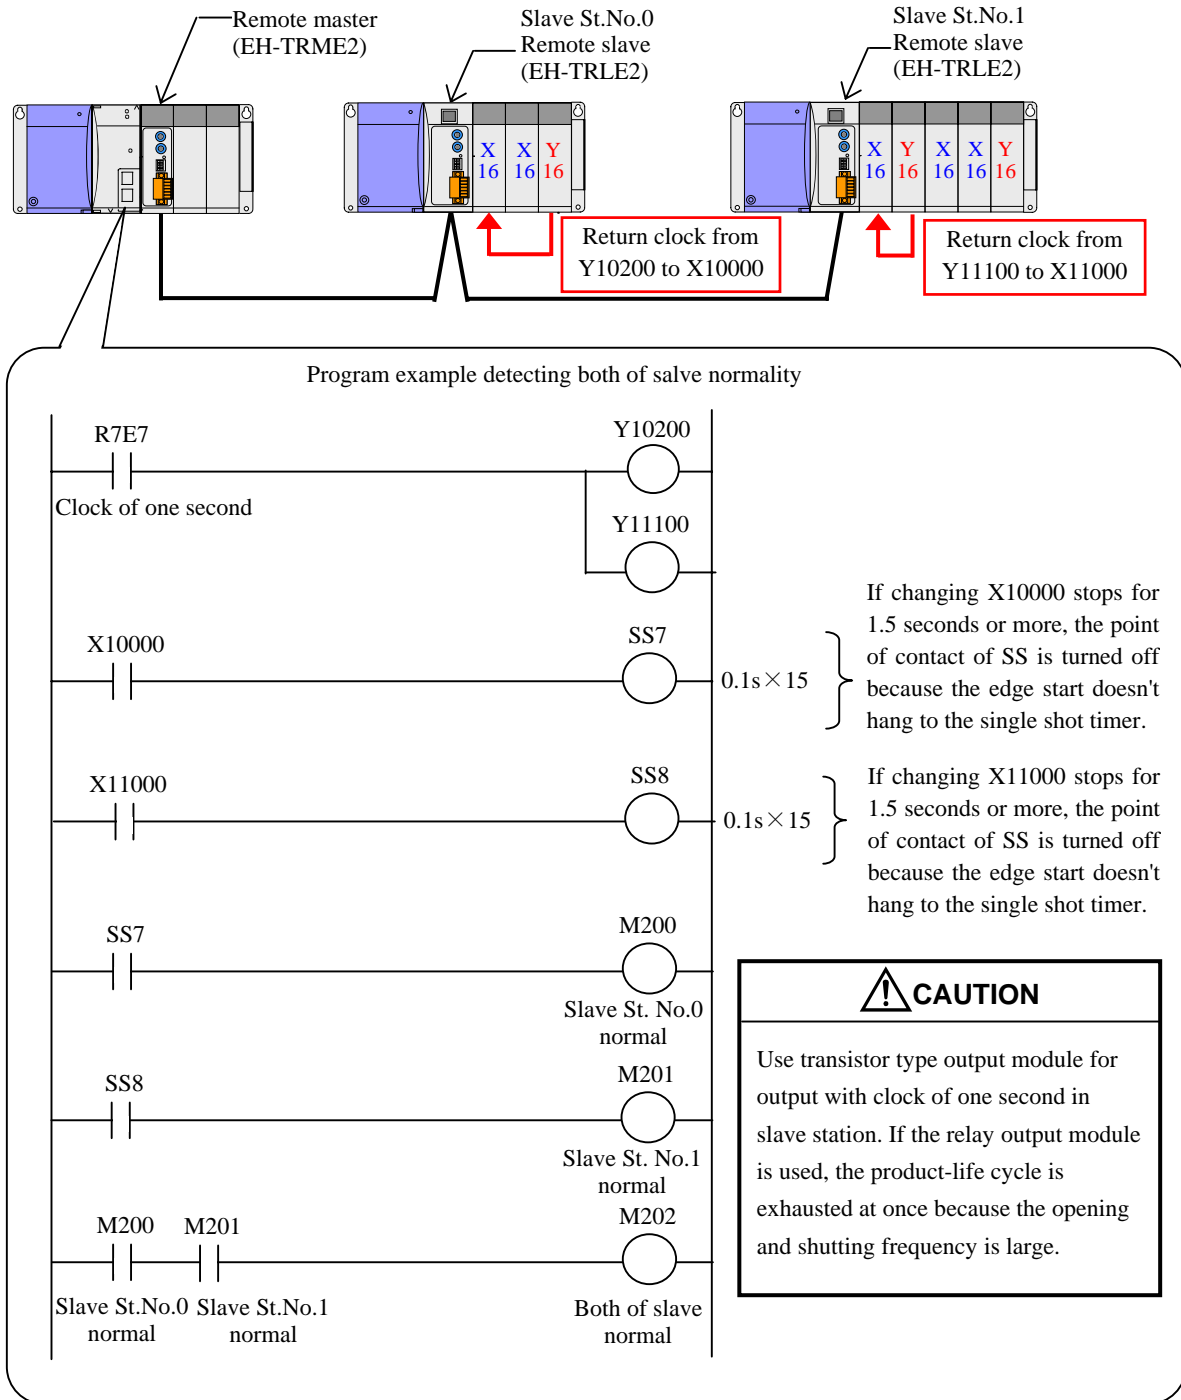 Remote master
(EH-TRME2)
Slave St.No.0
Remote slave
(EH-TRLE2)
Slave St.No.1
Remote slave
(EH-TRLE2)
X
16
X
16
Y
16
X
16
Y
16
X
16
X
16
Y
16
Return clock from
Y10200 to X10000
Return clock from
Y11100 to X11000
Program example detecting both of salve normality
R7E7
Y10200
Clock of one second
Y11100
X10000
SS7
0.1s×15
If changing X10000 stops for
1.5 seconds or more, the point
of contact of SS is turned off
because the edge start doesn't
hang to the single shot timer.
X11000
SS8
0.1s×15
If changing X11000 stops for
1.5 seconds or more, the point
of contact of SS is turned off
because the edge start doesn't
hang to the single shot timer.
SS7
M200
Slave St. No.0
normal
SS8
M201
Slave St. No.1
normal
M200
M201
M202
Slave St.No.0
normal
Slave St.No.1
normal
Both of slave
normal
CAUTION
Use transistor type output module for
output with clock of one second in
slave station. If the relay output module
is used, the product-life cycle is
exhausted at once because the opening
and shutting frequency is large.